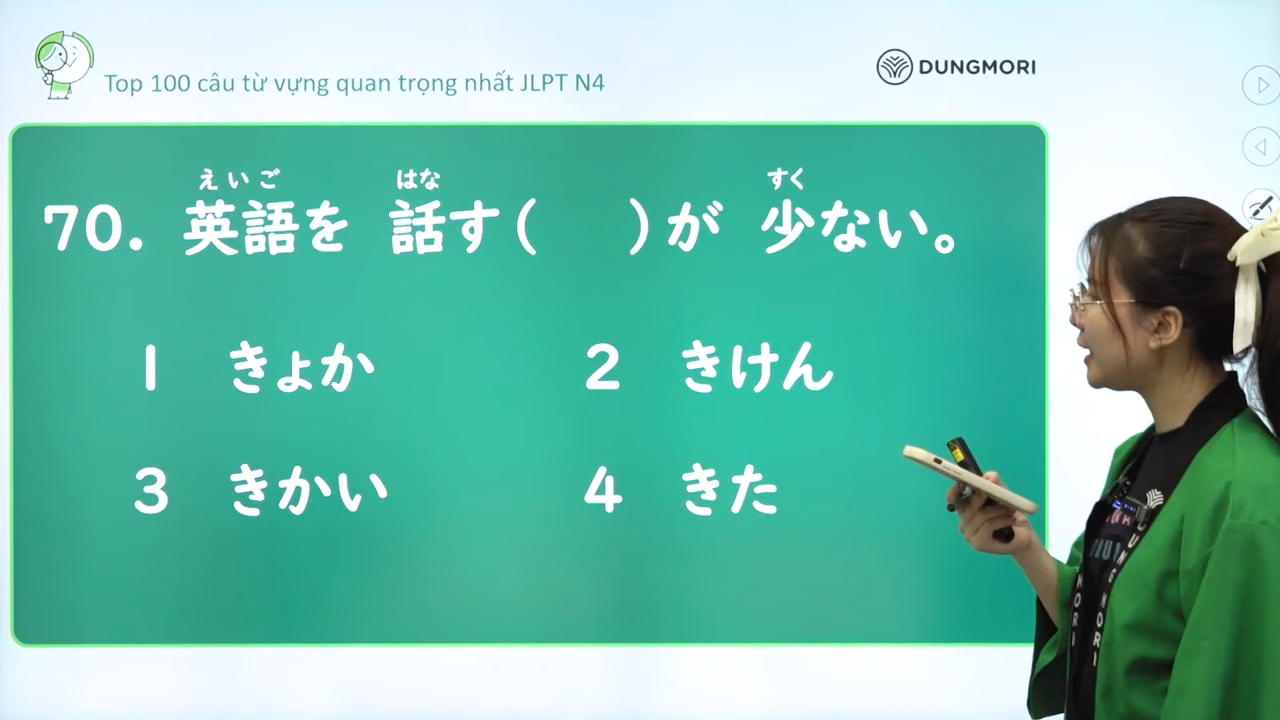 Top 100 câu từ vựng quan trọng nhất JLPT N4
DUNGMORI
えいご はな すく
70. 英語を 話す( )が 少ない。
1 きょか 2 きけん
3 きかい 4 きた
DUNGMORI